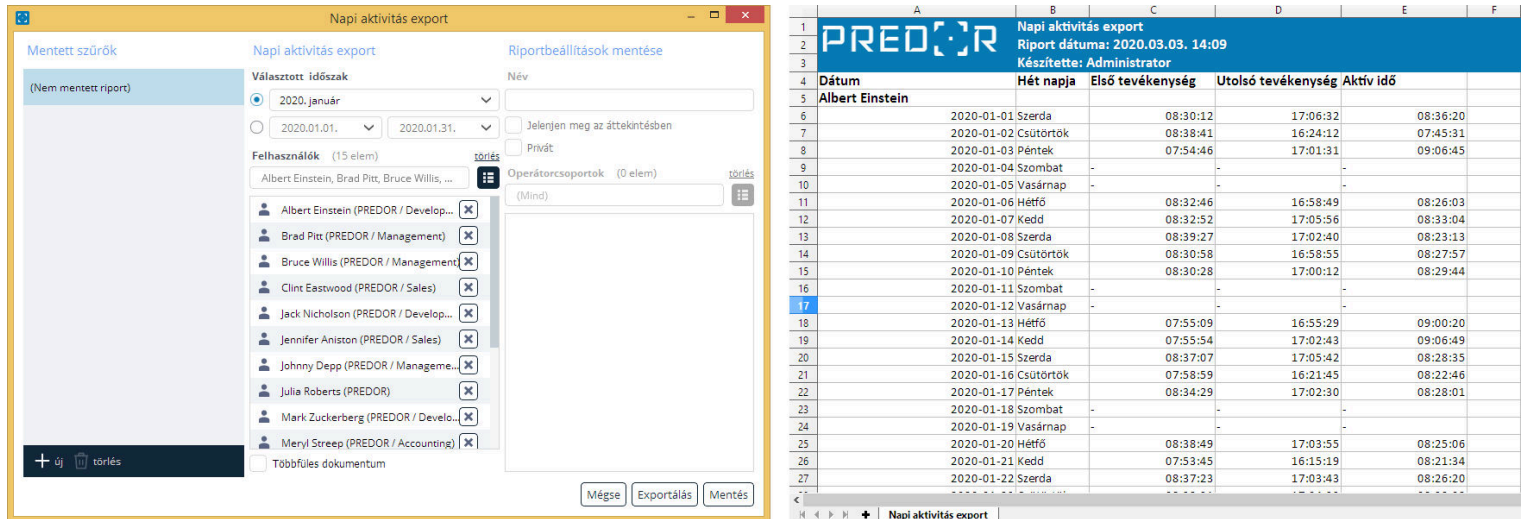 Napi aktivitás export
Mentett szűrők
(Nem mentett riport)
új törlés
Napi aktivitás export
Választott időszak
2020. január
2020.01.01. 2020.01.31.
Felhasználók (15 elem) törlés
Albert Einstein, Brad Pitt, Bruce Willis, ...
Albert Einstein (PREDOR / Develop...
Brad Pitt (PREDOR / Management)
Bruce Willis (PREDOR / Management)
Clint Eastwood (PREDOR / Sales)
Jack Nicholson (PREDOR / Develop...
Jennifer Aniston (PREDOR / Sales)
Johnny Depp (PREDOR / Manageme...
Julia Roberts (PREDOR)
Mark Zuckerberg (PREDOR / Develo...
Meryl Streep (PREDOR / Accounting)
Többfüles dokumentum
Riportbeállítások mentése
Név
Jelenjen meg az áttekintésben
Privát
Operátorcsoportok (0 elem) törlés
(Mind)
Mégse Exportálás Mentés
A B C D E F
PREDOR
1 Napi aktivitás export
2 Riport dátuma: 2020.03.03. 14:09
3 Készítette: Administrator
4 Dátum Hét napja Első tevékenység Utolsó tevékenység Aktív idő
5 Albert Einstein
6 2020-01-01 Szerda 08:30:12 17:06:32 08:36:20
7 2020-01-02 Csütörtök 08:38:41 16:24:12 07:45:31
8 2020-01-03 Péntek 07:54:46 17:01:31 09:06:45
9 2020-01-04 Szombat - - -
10 2020-01-05 Vasárnap - - -
11 2020-01-06 Hétfő 08:32:46 16:58:49 08:26:03
12 2020-01-07 Kedd 08:32:52 17:05:56 08:33:04
13 2020-01-08 Szerda 08:39:27 17:02:40 08:23:13
14 2020-01-09 Csütörtök 08:30:58 16:58:55 08:27:57
15 2020-01-10 Péntek 08:30:28 17:00:12 08:29:44
16 2020-01-11 Szombat - - -
17 2020-01-12 Vasárnap - - -
18 2020-01-13 Hétfő 07:55:09 16:55:29 09:00:20
19 2020-01-14 Kedd 07:55:54 17:02:43 09:06:49
20 2020-01-15 Szerda 08:37:07 17:05:42 08:28:35
21 2020-01-16 Csütörtök 07:58:59 16:21:45 08:22:46
22 2020-01-17 Péntek 08:34:29 17:02:30 08:28:01
23 2020-01-18 Szombat - - -
24 2020-01-19 Vasárnap - - -
25 2020-01-20 Hétfő 08:38:49 17:03:55 08:25:06
26 2020-01-21 Kedd 07:53:45 16:15:19 08:21:34
27 2020-01-22 Szerda 08:37:23 17:03:43 08:26:20
Napi aktivitás export